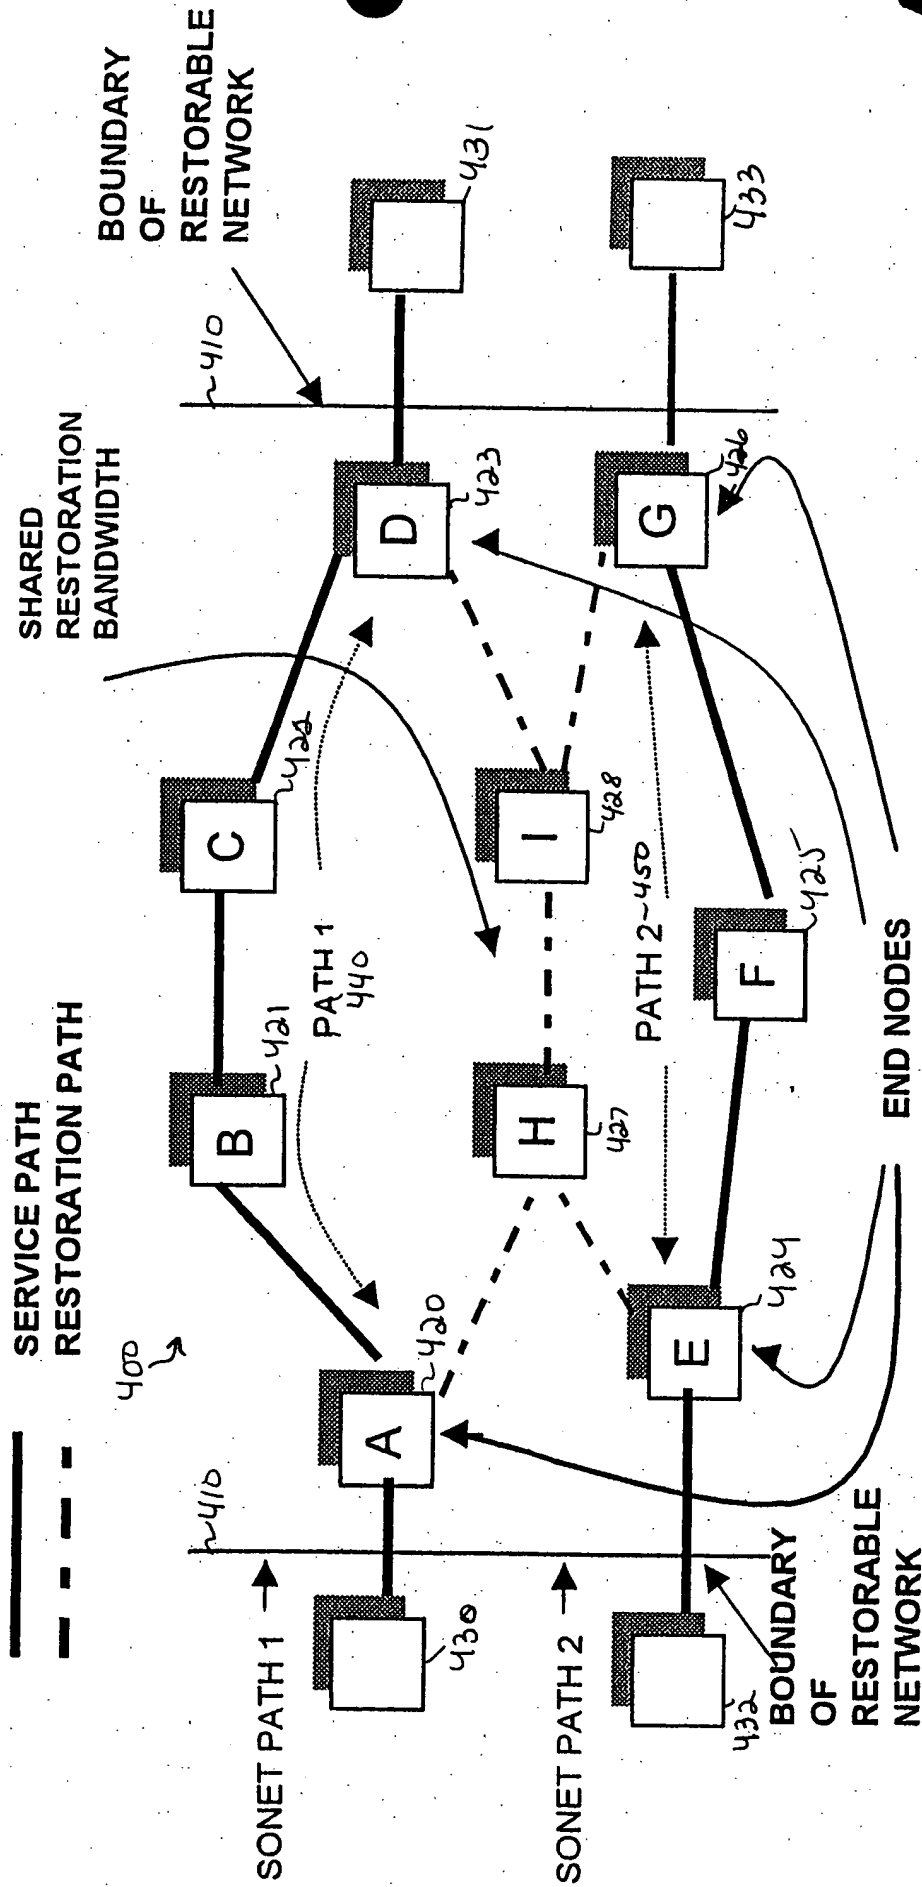 SERVICE PATH
RESTORATION PATH
400
SHARED
RESTORATION
BANDWIDTH
BOUNDARY
OF
RESTORABLE
NETWORK
~410
~410
SONET PATH 1
SONET PATH 2
430
432
A
420
B
421
C
422
D
423
431
PATH 1
440
H
427
I
428
PATH 2~450
E
424
F
425
G
426
433
BOUNDARY
OF
RESTORABLE
NETWORK
END NODES